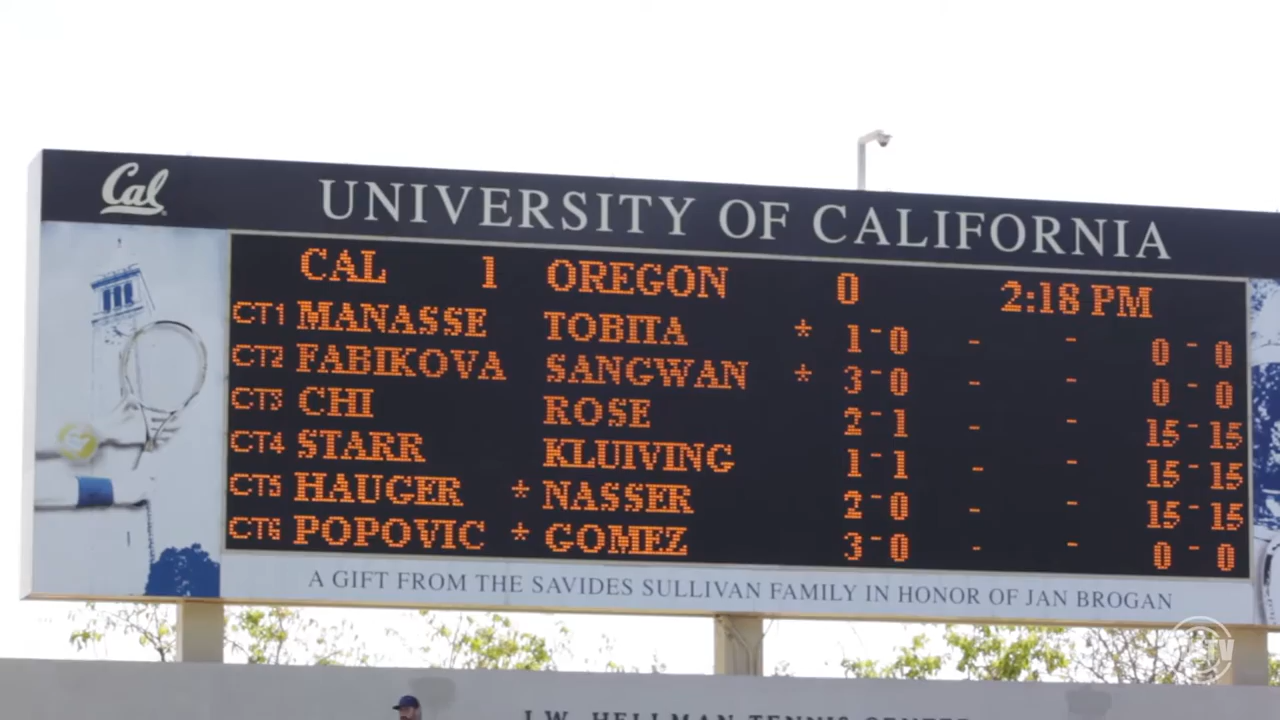 Cal
UNIVERSITY OF CALIFORNIA
CAL 1 OREGON 0 2:18 PM
CT1 MANASSE TOBITA * 1 - 0 - - 0 - 0
CT2 FABIKOVA SANGWAN * 3 - 0 - - 0 - 0
CT3 CHI ROSE 2 - 1 - - 15 - 15
CT4 STARR KLUIVING 1 - 1 - - 15 - 15
CT5 HAUGER * NASSER 2 - 0 - - 15 - 15
CT6 POPOVIC * GOMEZ 3 - 0 - - 0 - 0
A GIFT FROM THE SAVIDES SULLIVAN FAMILY IN HONOR OF JAN BROGAN
J.W. HELLMAN TENNIS CENTER